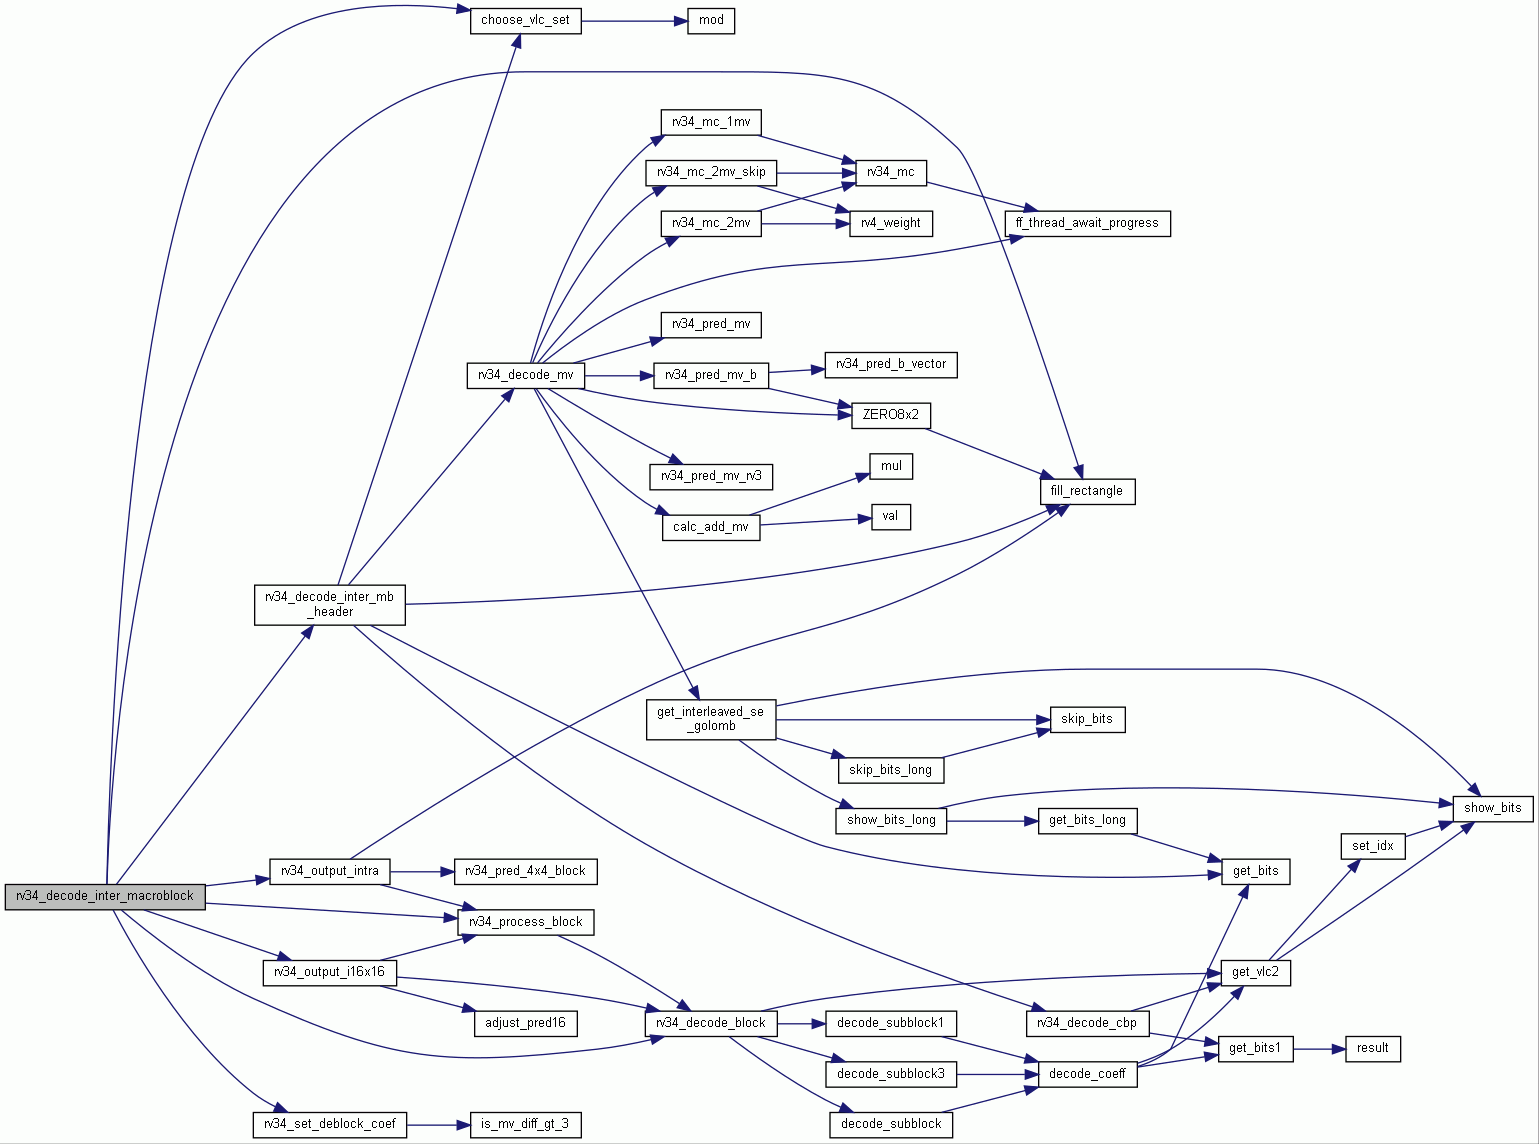 choose_vlc_set
mod
rv34_mc_1mv
rv34_mc_2mv_skip
rv34_mc
rv34_mc_2mv
rv4_weight
ff_thread_await_progress
rv34_pred_mv
rv34_decode_mv
rv34_pred_mv_b
rv34_pred_b_vector
ZERO8x2
rv34_pred_mv_rv3
mul
fill_rectangle
calc_add_mv
val
rv34_decode_inter_mb
_header
get_interleaved_se
_golomb
skip_bits
skip_bits_long
show_bits_long
get_bits_long
show_bits
set_idx
rv34_output_intra
rv34_pred_4x4_block
get_bits
rv34_decode_inter_macroblock
rv34_process_block
rv34_output_i16x16
get_vlc2
adjust_pred16
rv34_decode_block
decode_subblock1
rv34_decode_cbp
get_bits1
result
decode_subblock3
decode_coeff
rv34_set_deblock_coef
is_mv_diff_gt_3
decode_subblock